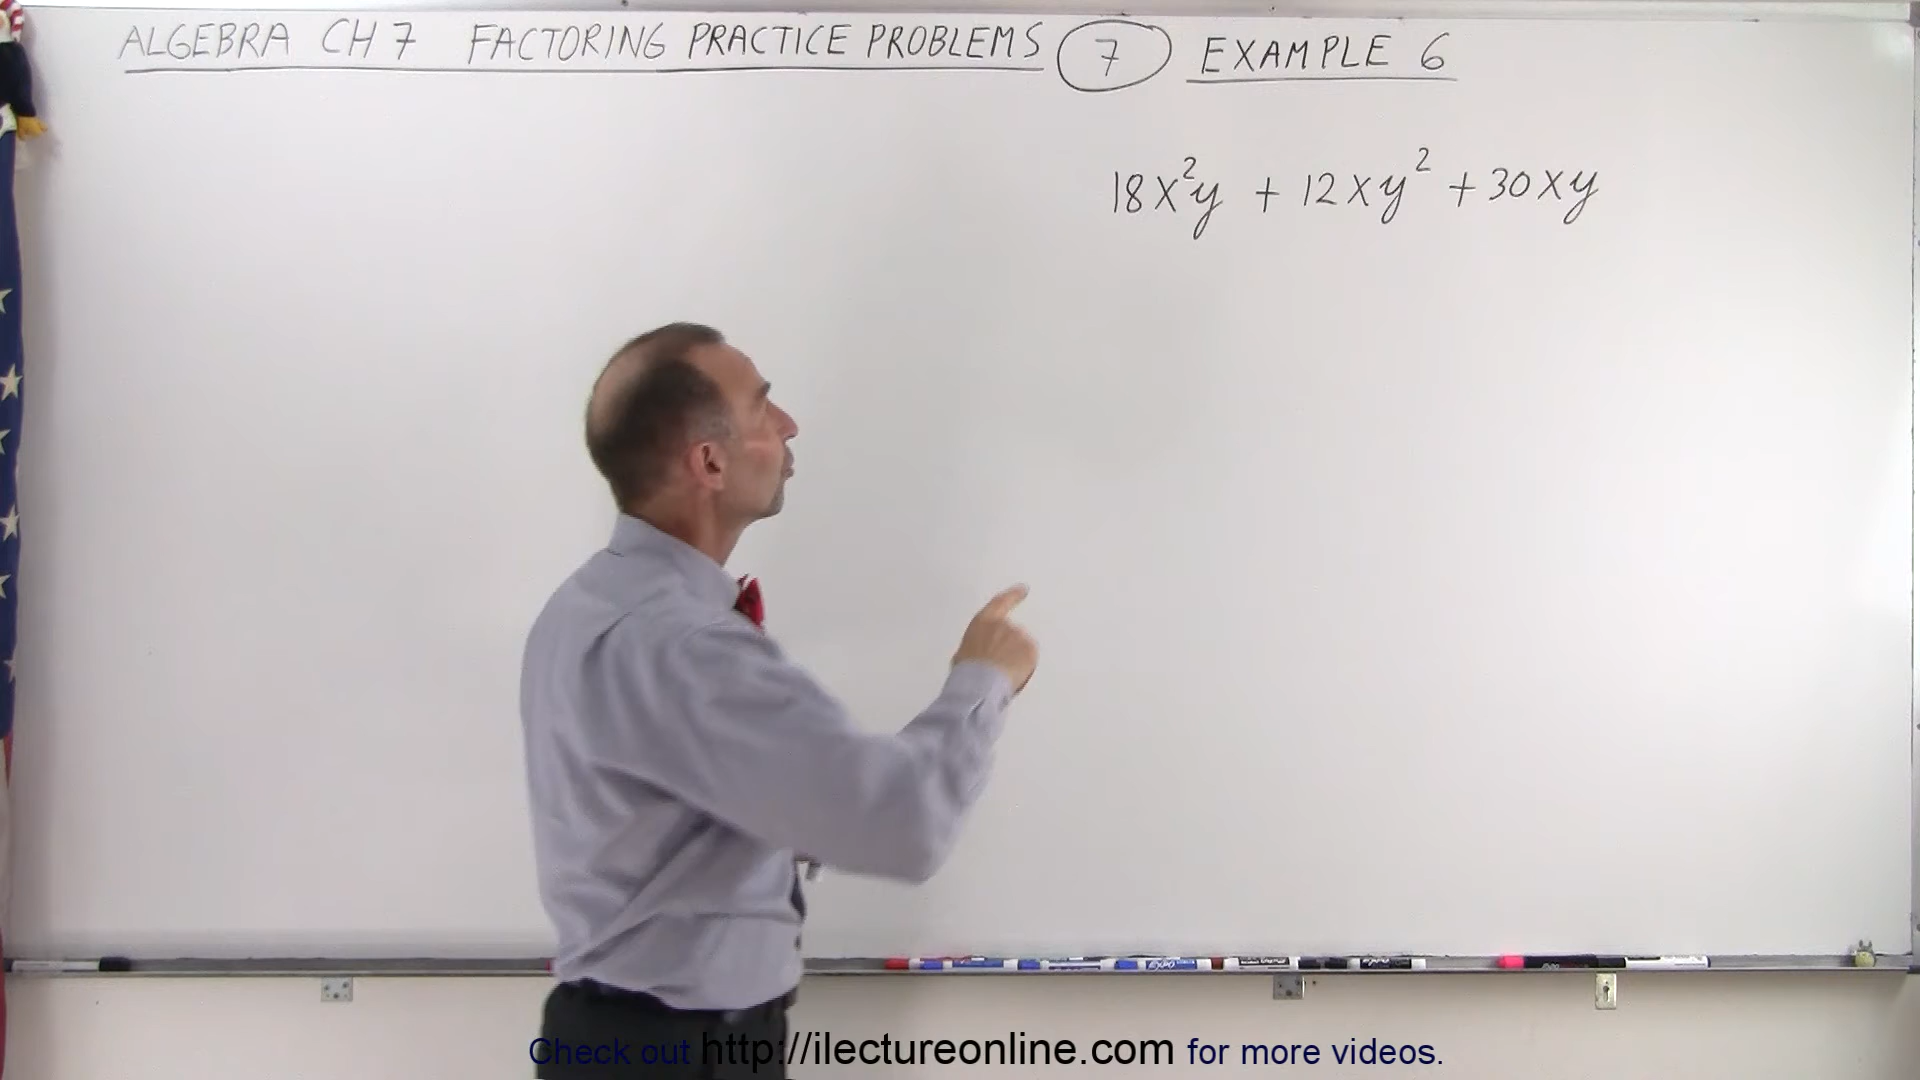 ALGEBRA CH 7 FACTORING PRACTICE PROBLEMS 7 EXAMPLE 6
18x²y + 12xy² + 30xy
EXPO
Check out http://ilectureonline.com for more videos.